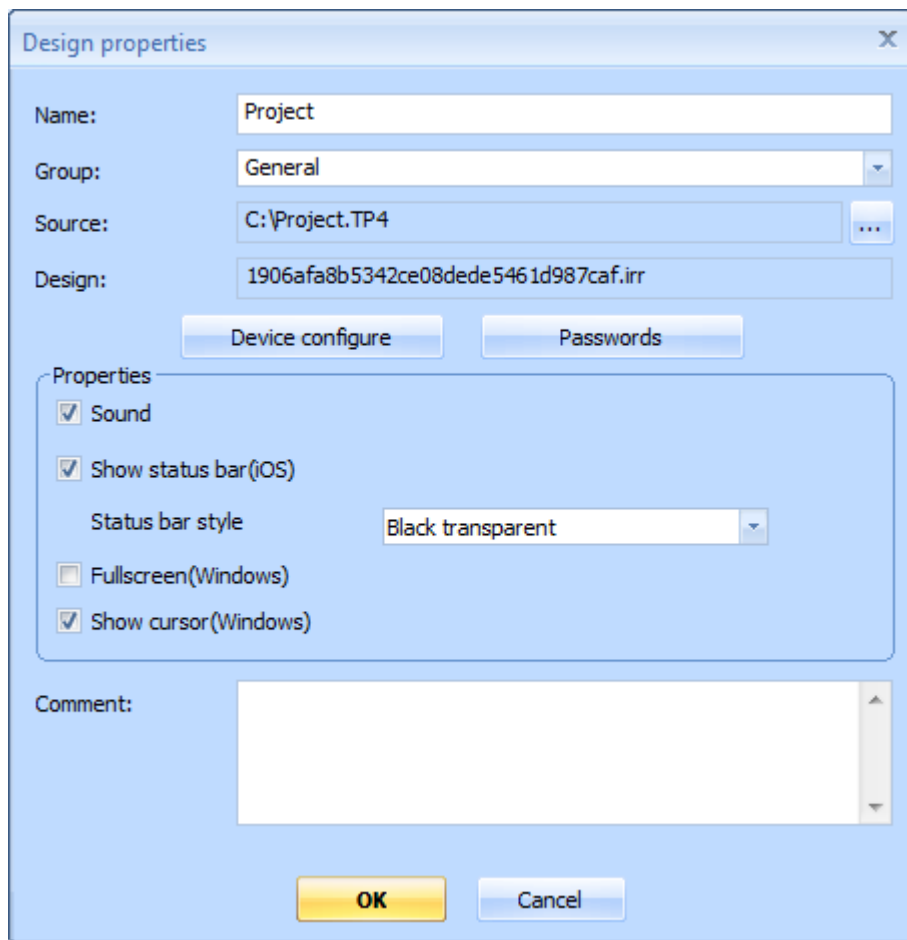 Design properties
Name: Project
Group: General
Source: C:\Project.TP4 ...
Design: 1906afa8b5342ce08dede5461d987caf.irr
Device configure Passwords
Properties
Sound
Show status bar(iOS)
Status bar style Black transparent
Fullscreen(Windows)
Show cursor(Windows)
Comment:
OK Cancel